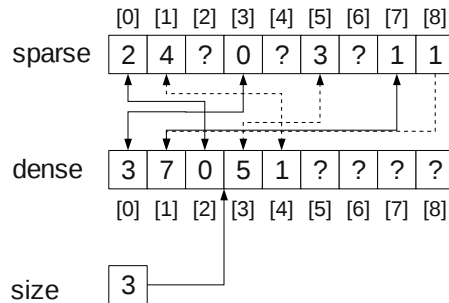 [0] [1] [2] [3] [4] [5] [6] [7] [8]
sparse 2 4 ? 0 ? 3 ? 1 1
dense 3 7 0 5 1 ? ? ? ?
[0] [1] [2] [3] [4] [5] [6] [7] [8]
size 3